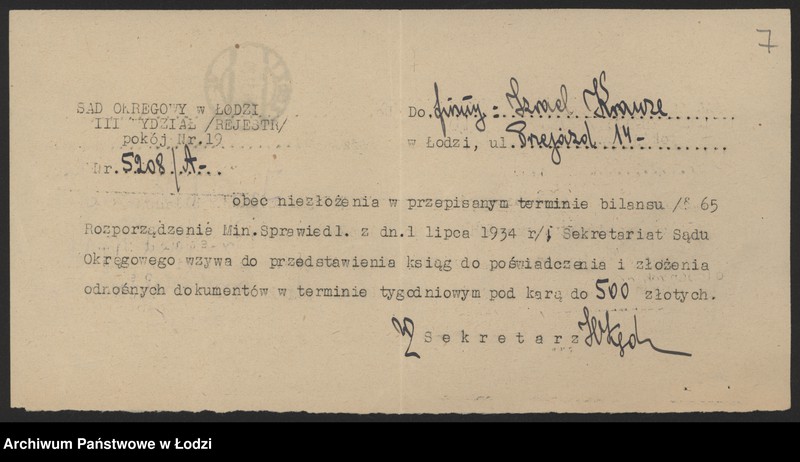 7
SĄD OKRĘGOWY w ŁODZI
III WYDZIAŁ /REJESTR/
pokój Nr.19
Nr. 5208/A-
Do firmy: Izrael Krauze
w Łodzi, ul. Przejazd 14-
obec niezłożenia w przepisanym terminie bilansu /§ 65
Rozporządzenie Min.Sprawiedl. z dn.1 lipca 1934 r/, Sekretariat Sądu
Okręgowego wzywa do przedstawienia ksiąg do poświadczenia i złożenia
odnośnych dokumentów w terminie tygodniowym pod karą do 500 złotych.
Sekretarz
Archiwum Państwowe w Łodzi